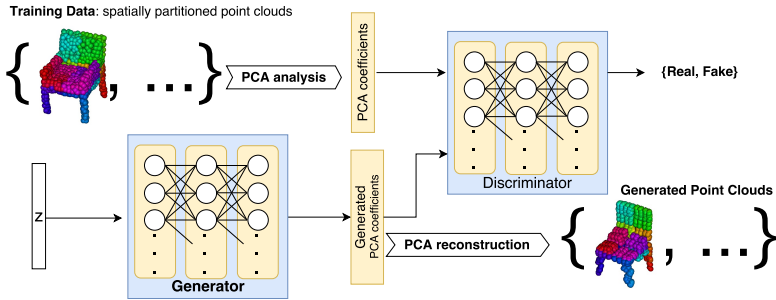 Training Data: spatially partitioned point clouds
{ , ... }
PCA analysis
PCA coefficients
Discriminator
{Real, Fake}
z
Generator
Generated
PCA coefficients
PCA reconstruction
Generated Point Clouds
{ , ... }